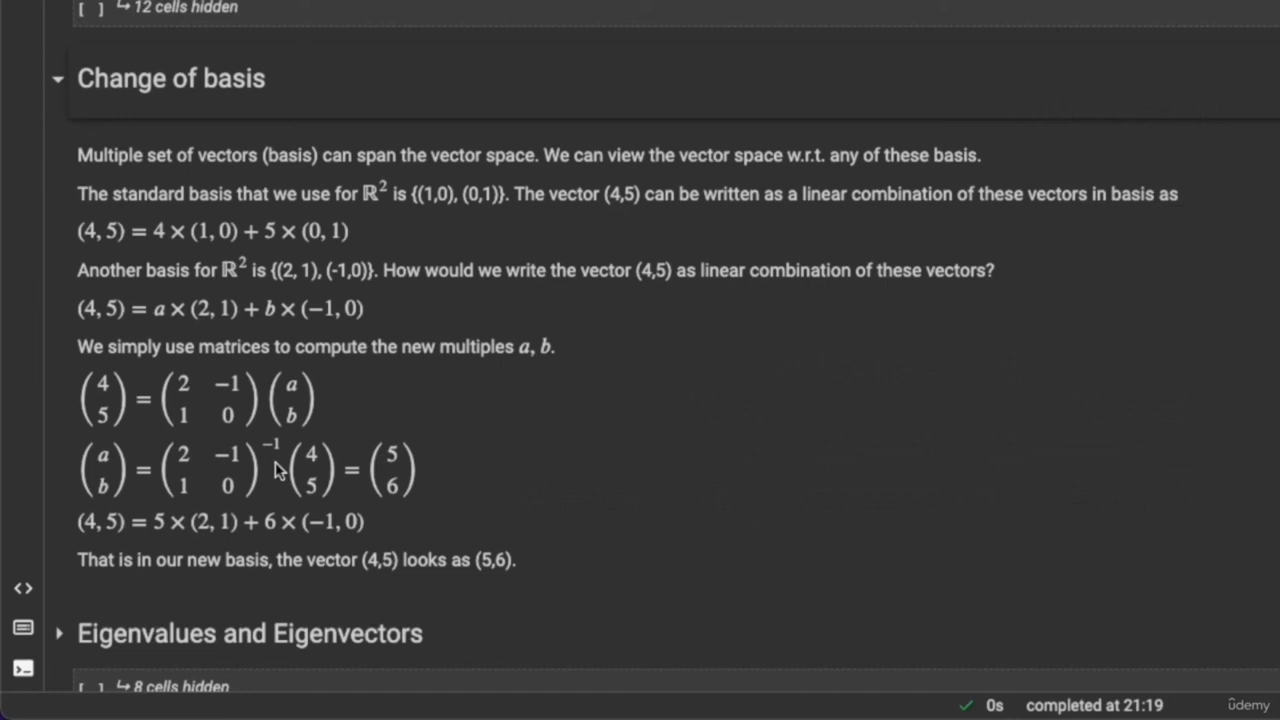 [ ] ↳ 12 cells hidden
Change of basis
Multiple set of vectors (basis) can span the vector space. We can view the vector space w.r.t. any of these basis.
The standard basis that we use for ℝ² is {(1,0), (0,1)}. The vector (4,5) can be written as a linear combination of these vectors in basis as
(4, 5) = 4 × (1, 0) + 5 × (0, 1)
Another basis for ℝ² is {(2, 1), (-1,0)}. How would we write the vector (4,5) as linear combination of these vectors?
(4, 5) = a × (2, 1) + b × (−1, 0)
We simply use matrices to compute the new multiples a, b.
(4 5) = (2 −1 1 0) (a b)
(a b) = (2 −1 1 0)⁻¹ (4 5) = (5 6)
(4, 5) = 5 × (2, 1) + 6 × (−1, 0)
That is in our new basis, the vector (4,5) looks as (5,6).
Eigenvalues and Eigenvectors
[ ] ↳ 8 cells hidden
✓ 0s completed at 21:19
ûdemy